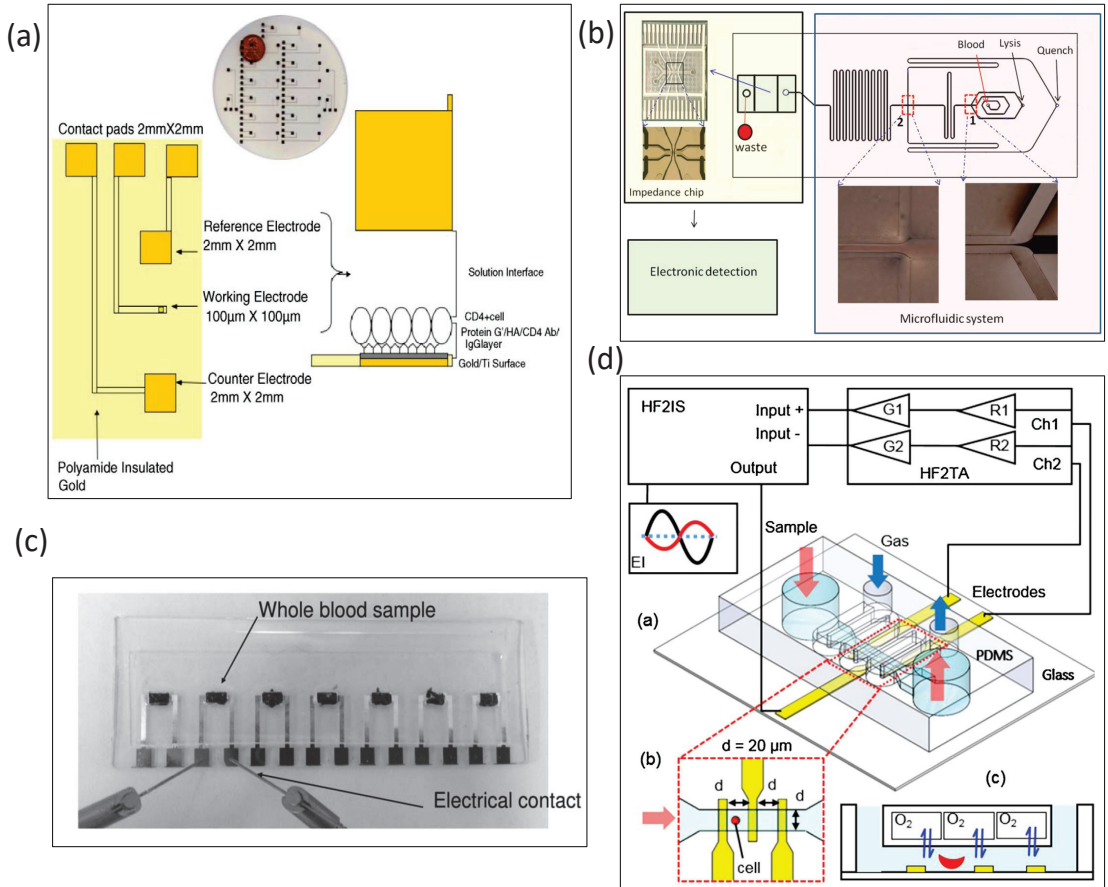 (a)
Contact pads 2mmX2mm
Reference Electrode
2mm X 2mm
Working Electrode
100µm X 100µm
Counter Electrode
2mm X 2mm
Polyamide Insulated
Gold
Solution Interface
CD4+cell
Protein G'/HA/CD4 Ab/
IgGlayer
Gold/Ti Surface
(b)
Blood
Lysis
Quench
2
1
waste
Impedance chip
Electronic detection
Microfluidic system
(c)
Whole blood sample
Electrical contact
(d)
HF2IS
Input +
Input -
Output
G1
R1
Ch1
G2
R2
Ch2
HF2TA
EI
Sample
Gas
Electrodes
(a)
PDMS
Glass
(b)
d = 20 µm
d
d
d
cell
(c)
O2
O2
O2